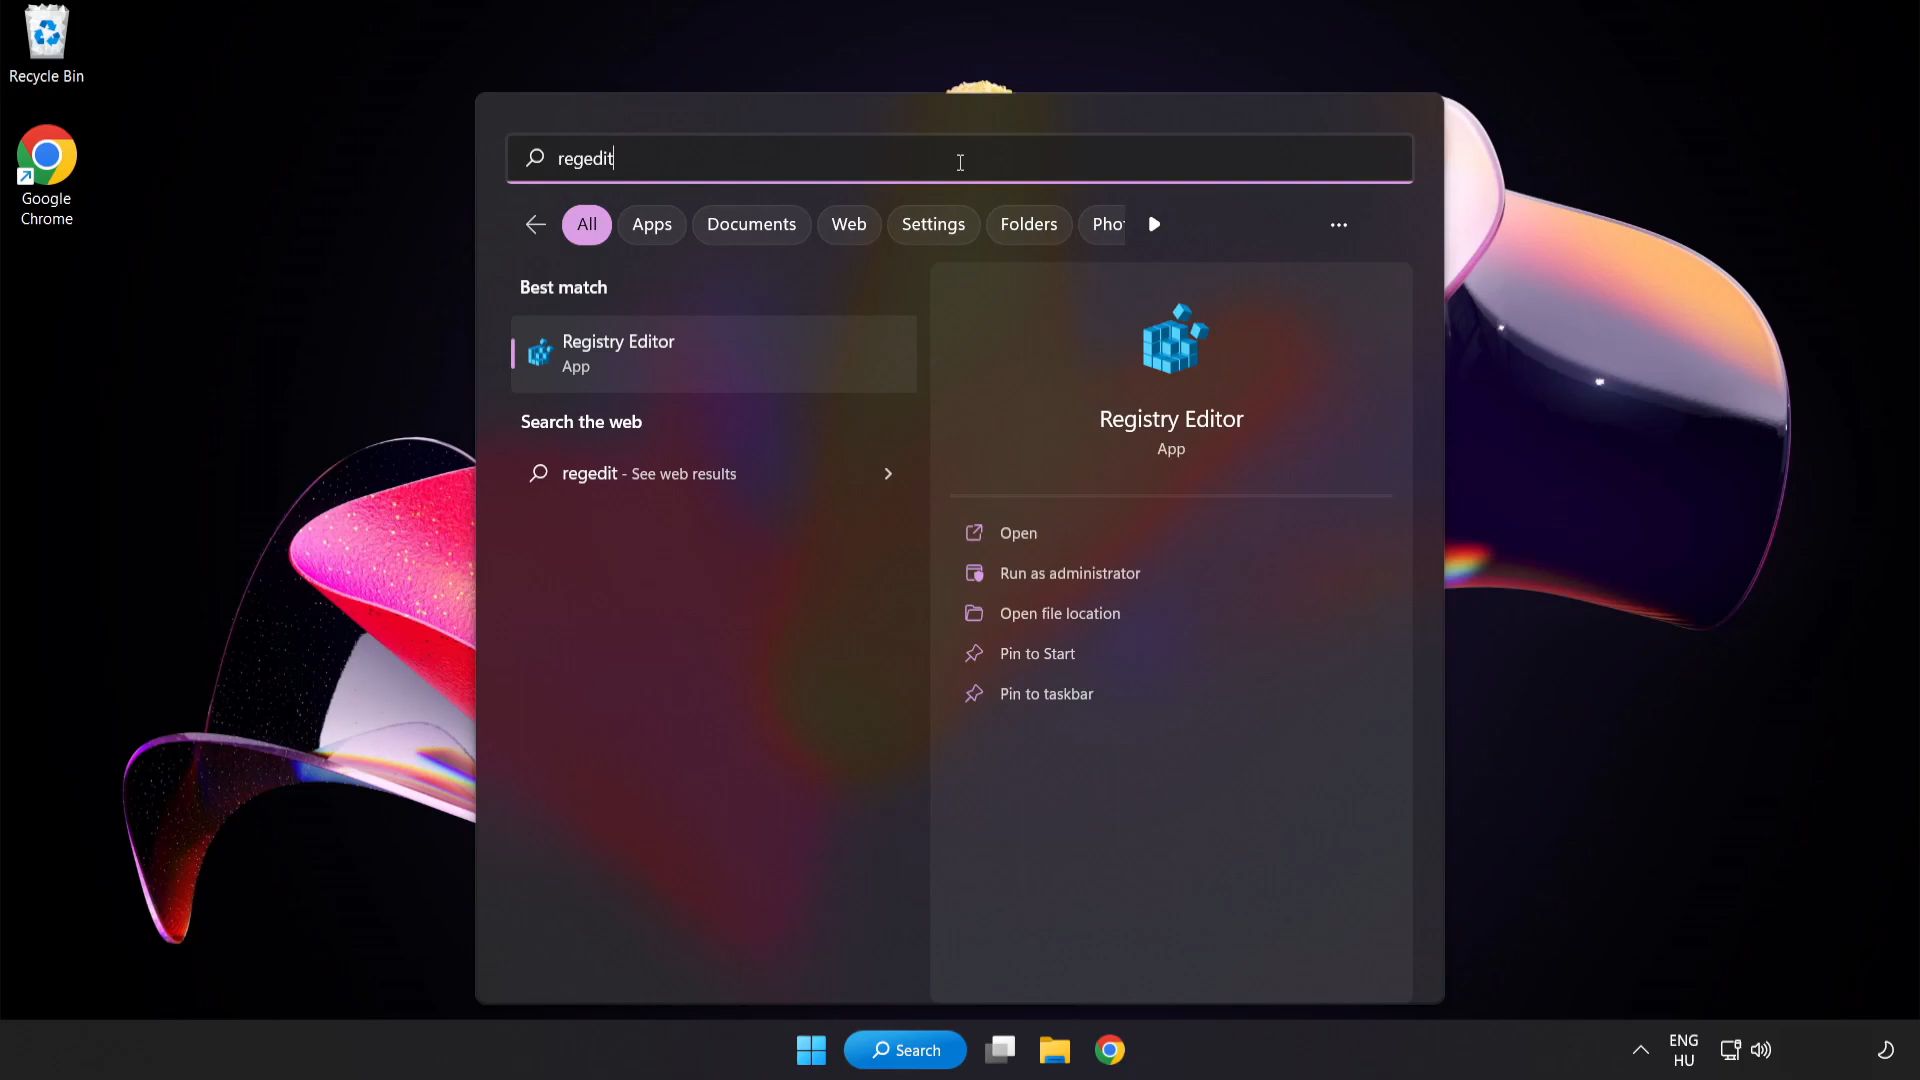 Recycle Bin
Google
Chrome
regedit
All
Apps
Documents
Web
Settings
Folders
Pho
Best match
Registry Editor
App
Search the web
regedit - See web results
Registry Editor
App
Open
Run as administrator
Open file location
Pin to Start
Pin to taskbar
Search
ENG
HU